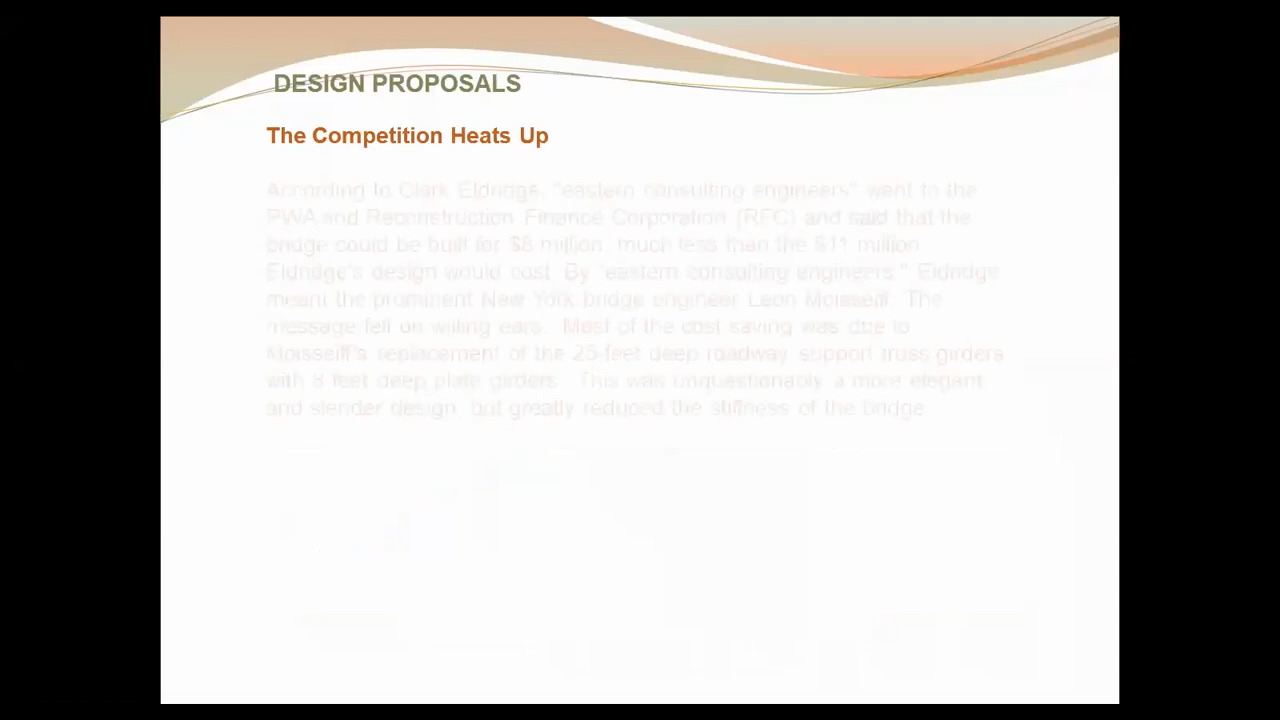 DESIGN PROPOSALS
The Competition Heats Up
According to Clark Eldridge, "eastern consulting engineers" went to the
PWA and Reconstruction Finance Corporation (RFC) and said that the
bridge could be built for $8 million, much less than the $11 million
Eldridge's design would cost. By "eastern consulting engineers," Eldridge
meant the prominent New York bridge engineer Leon Moisseiff. The
message fell on willing ears. Most of the cost saving was due to
Moisseiff's replacement of the 25-feet deep roadway support truss girders
with 8 feet deep plate girders. This was unquestionably a more elegant
and slender design, but greatly reduced the stiffness of the bridge.